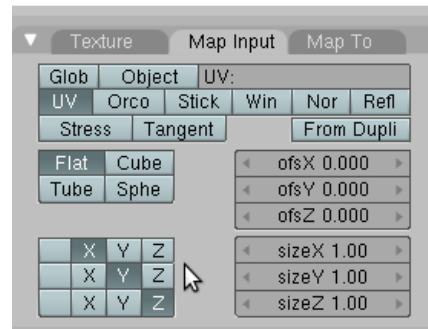 Texture Map Input Map To
Glob Object UV:
UV Orco Stick Win Nor Refl
Stress Tangent From Dupli
Flat Cube ofsX 0.000
Tube Sphe ofsY 0.000
ofsZ 0.000
X Y Z sizeX 1.00
X Y Z sizeY 1.00
X Y Z sizeZ 1.00